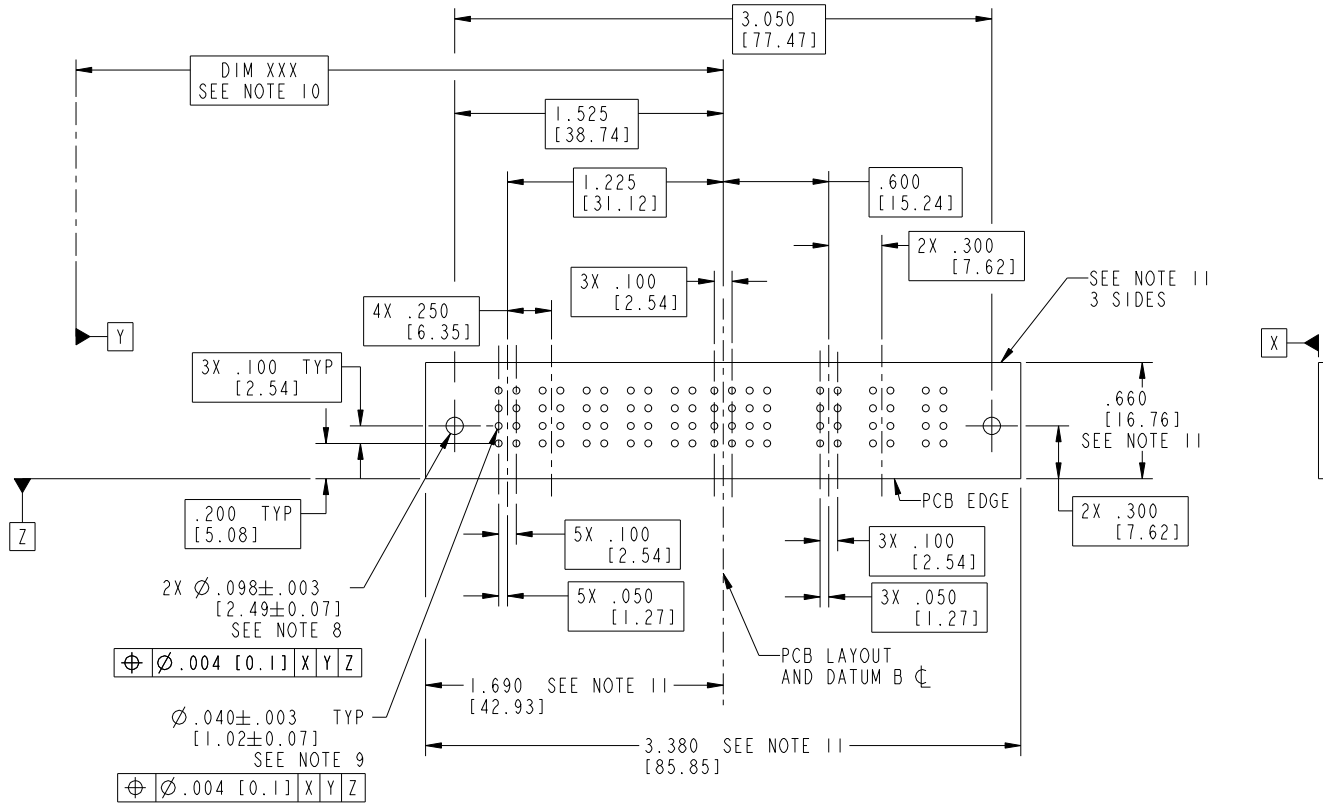 3.050
[77.47]
DIM XXX
SEE NOTE 10
1.525
[38.74]
1.225
[31.12]
.600
[15.24]
2X .300
[7.62]
3X .100
[2.54]
SEE NOTE 11
3 SIDES
4X .250
[6.35]
Y
X
3X .100 TYP
[2.54]
.660
[16.76]
SEE NOTE 11
PCB EDGE
Z
.200 TYP
[5.08]
2X .300
[7.62]
5X .100
[2.54]
3X .100
[2.54]
2X Ø.098±.003
[2.49±0.07]
SEE NOTE 8
5X .050
[1.27]
3X .050
[1.27]
⌖ Ø.004 [0.1] X Y Z
PCB LAYOUT
AND DATUM B ℄
1.690 SEE NOTE 11
[42.93]
Ø.040±.003 TYP
[1.02±0.07]
SEE NOTE 9
3.380 SEE NOTE 11
[85.85]
⌖ Ø.004 [0.1] X Y Z